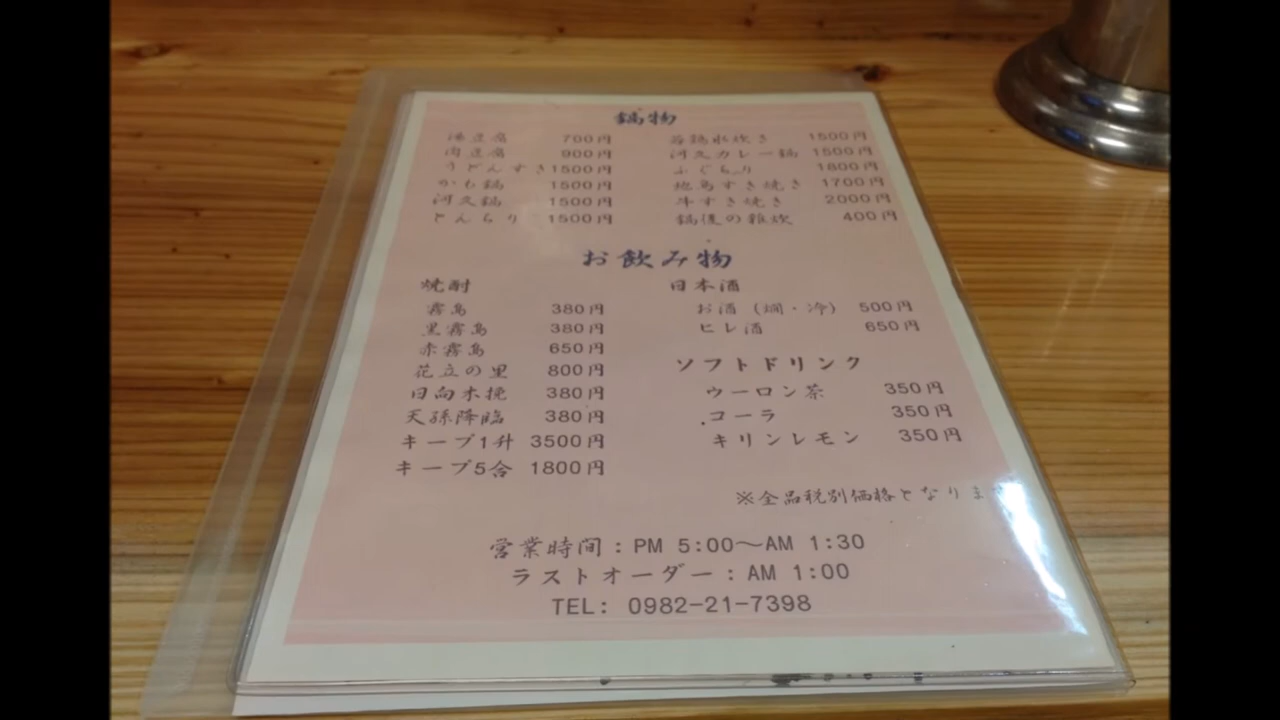 鍋物
湯豆腐 700円
肉豆腐 900円
うどんすき 1500円
かも鍋 1500円
河久鍋 1500円
とんちり 1500円
若鶏水炊き 1500円
河久カレー鍋 1500円
ふぐちり 1800円
地鳥すき焼き 1700円
牛すき焼き 2000円
鍋後の雑炊 400円
お飲み物
焼酎
霧島 380円
黒霧島 380円
赤霧島 650円
花立の里 800円
日向木挽 380円
天孫降臨 380円
キープ1升 3500円
キープ5合 1800円
日本酒
お酒（燗・冷） 500円
ヒレ酒 650円
ソフトドリンク
ウーロン茶 350円
コーラ 350円
キリンレモン 350円
※全品税別価格となりま
営業時間：PM 5:00～AM 1:30
ラストオーダー：AM 1:00
TEL: 0982-21-7398